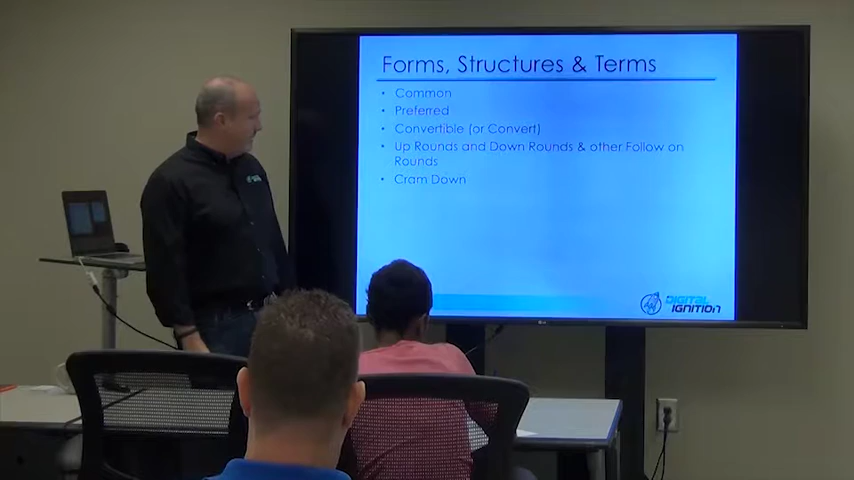 Forms, Structures & Terms
• Common
• Preferred
• Convertible (or Convert)
• Up Rounds and Down Rounds & other Follow on
Rounds
• Cram Down
DIGITAL
IGNITION
LG